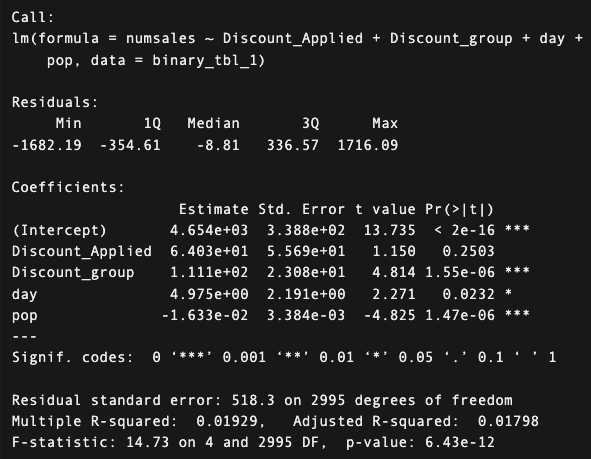 Call:
lm(formula = numsales ~ Discount_Applied + Discount_group + day +
    pop, data = binary_tbl_1)

Residuals:
     Min       1Q   Median       3Q      Max
-1682.19  -354.61    -8.81   336.57  1716.09

Coefficients:
                   Estimate Std. Error t value Pr(>|t|)
(Intercept)       4.654e+03  3.388e+02  13.735  < 2e-16 ***
Discount_Applied  6.403e+01  5.569e+01   1.150   0.2503
Discount_group    1.111e+02  2.308e+01   4.814 1.55e-06 ***
day               4.975e+00  2.191e+00   2.271   0.0232 *
pop              -1.633e-02  3.384e-03  -4.825 1.47e-06 ***
---
Signif. codes:  0 ‘***’ 0.001 ‘**’ 0.01 ‘*’ 0.05 ‘.’ 0.1 ‘ ’ 1

Residual standard error: 518.3 on 2995 degrees of freedom
Multiple R-squared:  0.01929,   Adjusted R-squared:  0.01798
F-statistic: 14.73 on 4 and 2995 DF,  p-value: 6.43e-12